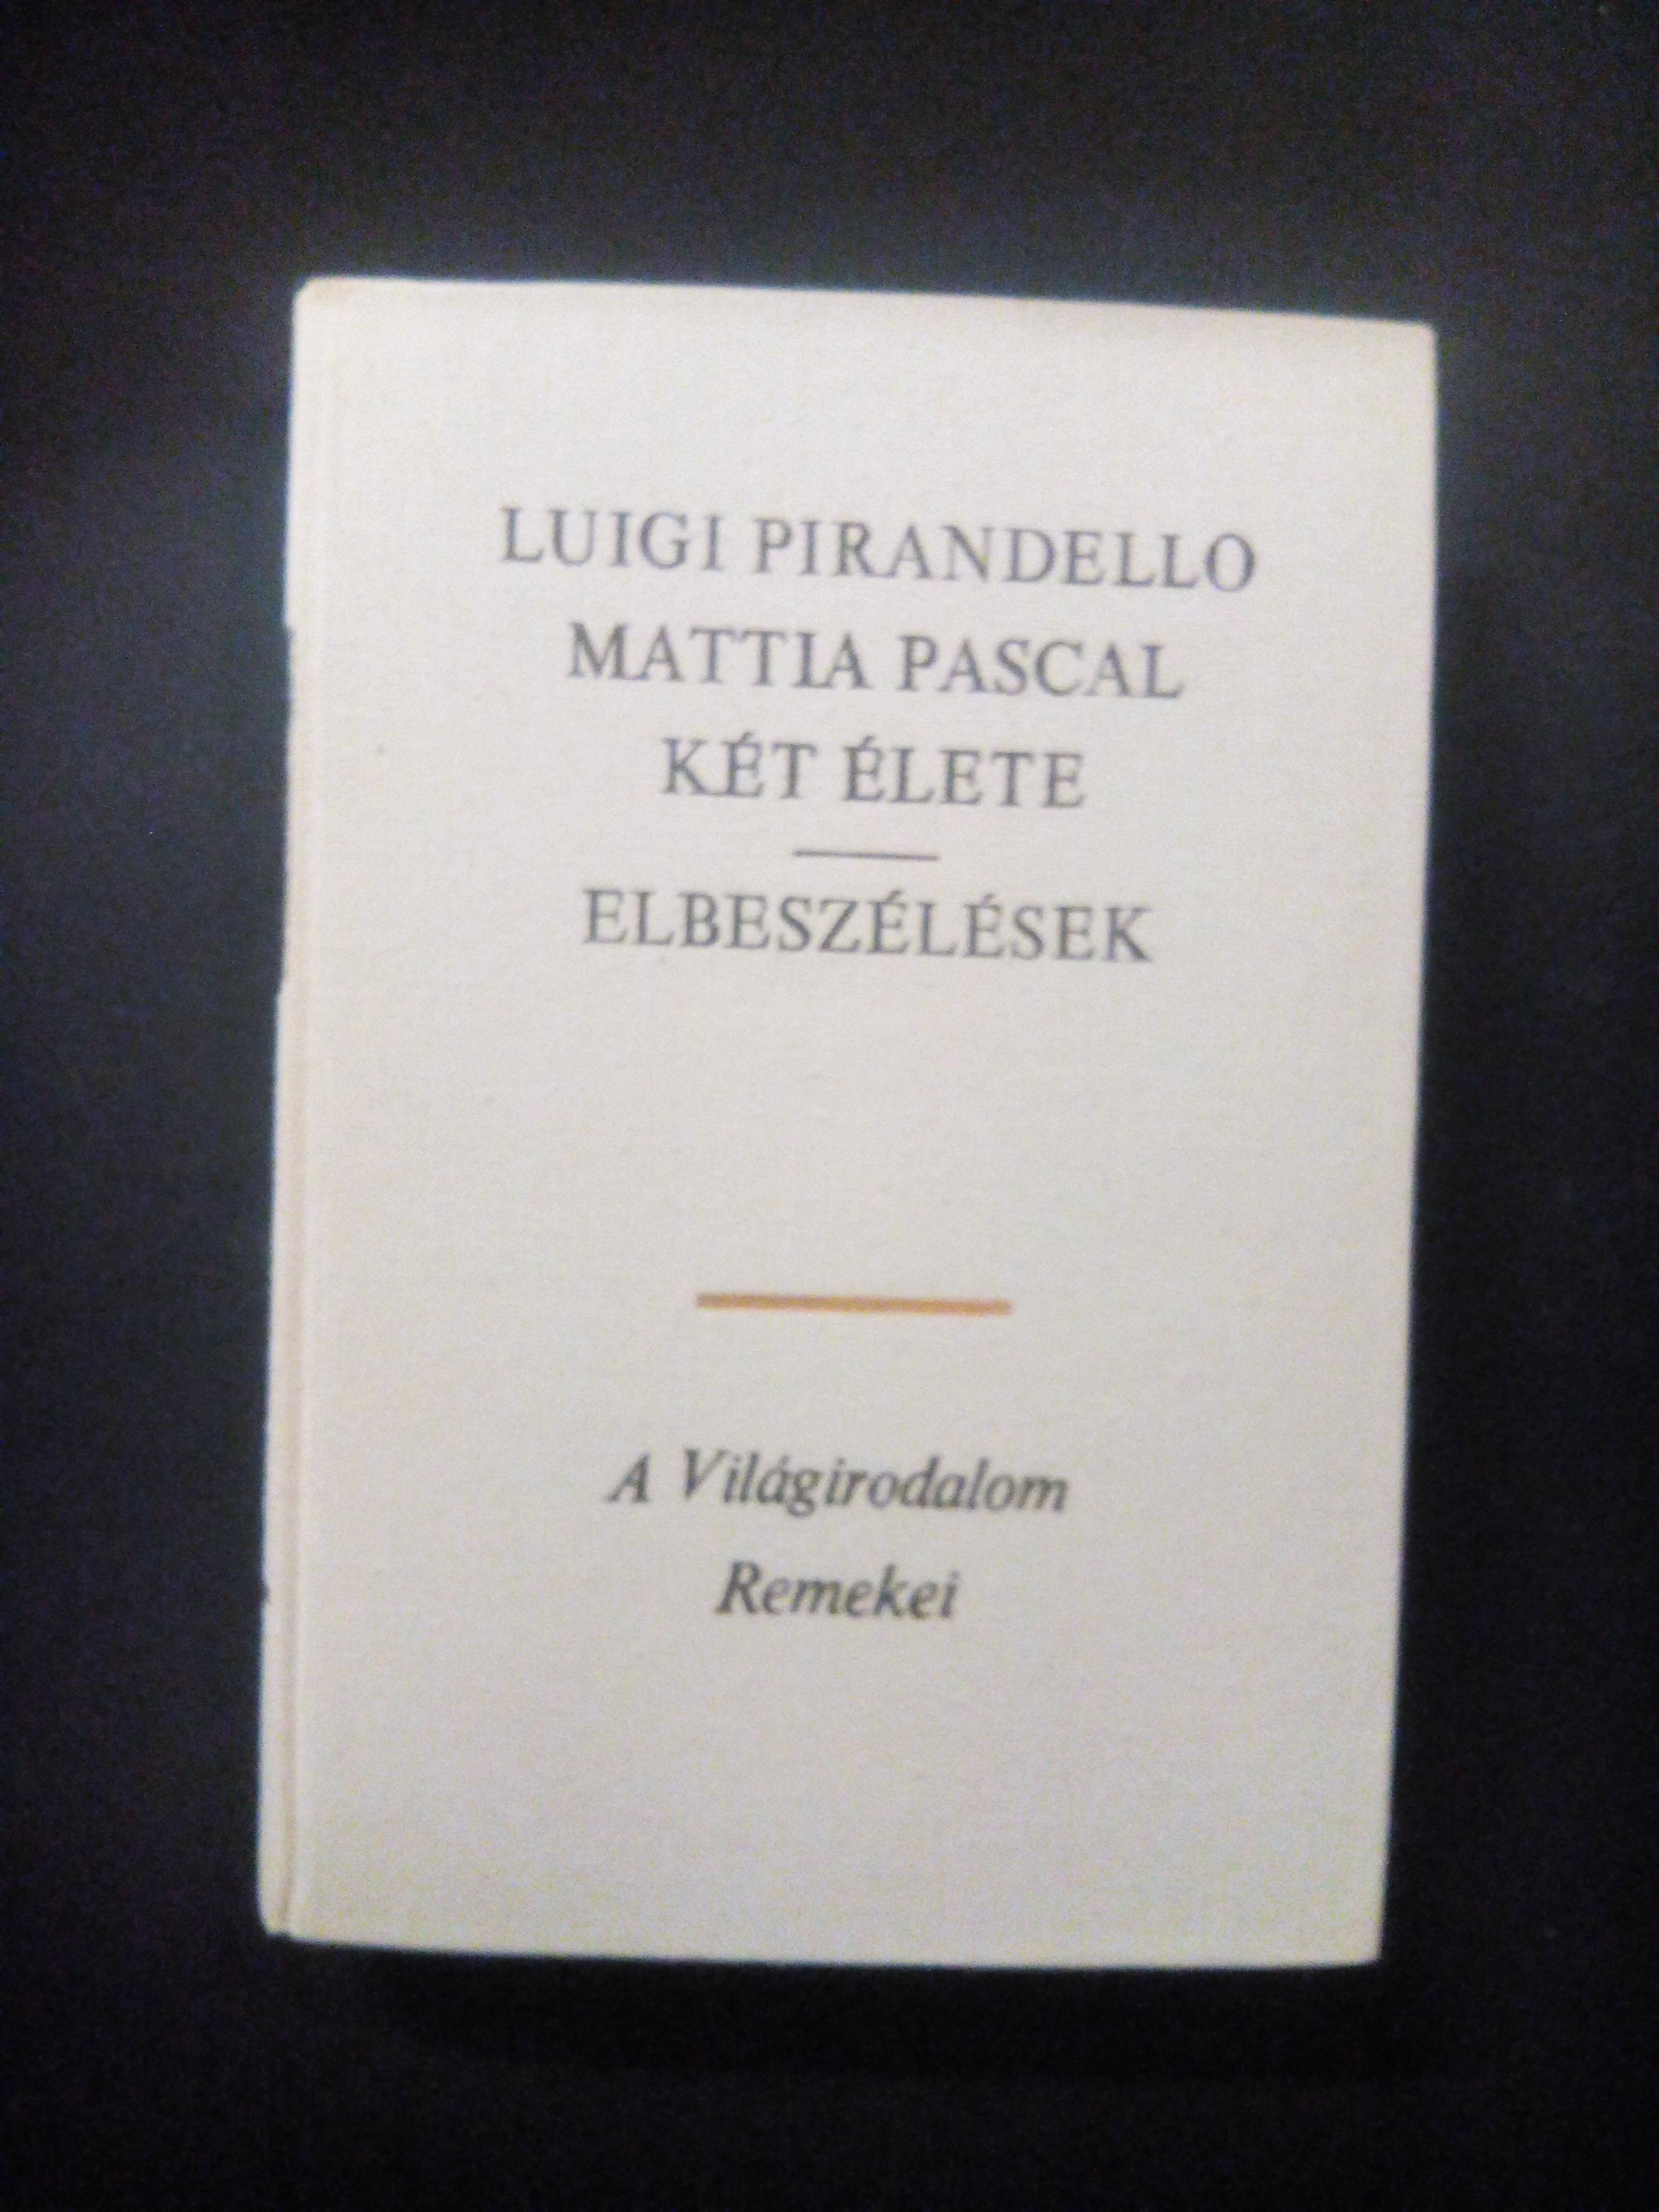 LUIGI PIRANDELLO
MATTIA PASCAL
KÉT ÉLETE
ELBESZÉLÉSEK
A Világirodalom
Remekei